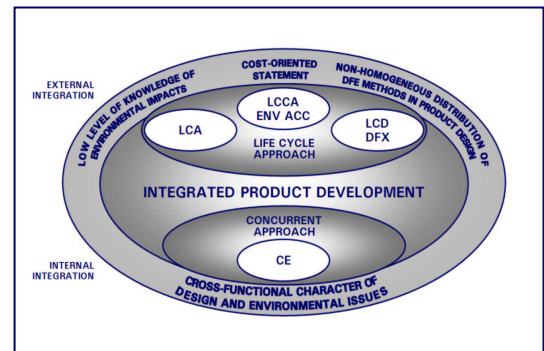 EXTERNAL
INTEGRATION
LOW LEVEL OF KNOWLEDGE OF
ENVIRONMENTAL IMPACTS
COST-ORIENTED
STATEMENT
NON-HOMOGENEOUS DISTRIBUTION OF
DFE METHODS IN PRODUCT DESIGN
LCA
LCCA
ENV ACC
LCD
DFX
LIFE CYCLE
APPROACH
INTEGRATED PRODUCT DEVELOPMENT
CONCURRENT
APPROACH
CE
INTERNAL
INTEGRATION
CROSS-FUNCTIONAL CHARACTER OF
DESIGN AND ENVIRONMENTAL ISSUES